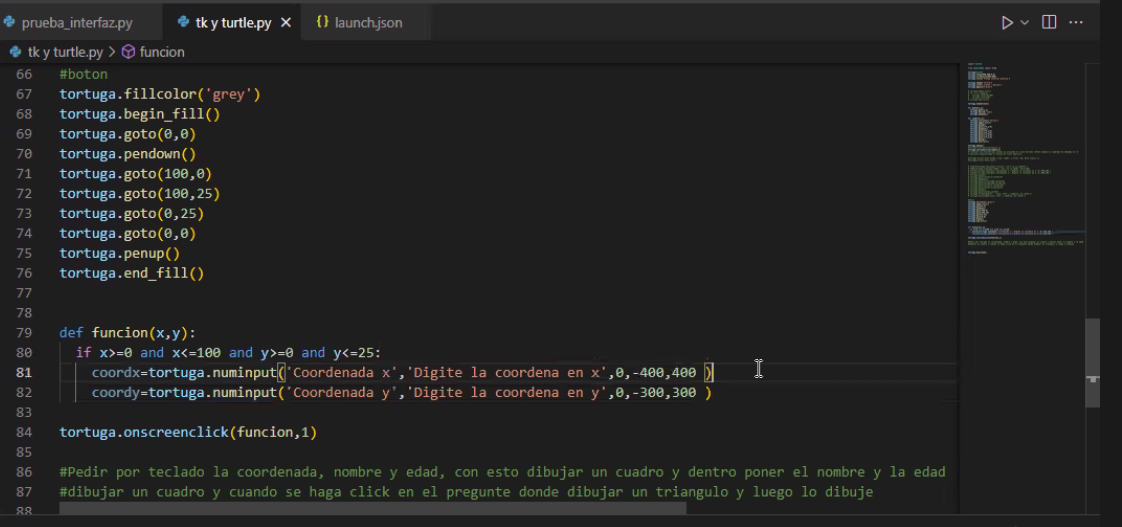 prueba_interfaz.py
tk y turtle.py
launch.json
tk y turtle.py > funcion
66 #boton
67 tortuga.fillcolor('grey')
68 tortuga.begin_fill()
69 tortuga.goto(0,0)
70 tortuga.pendown()
71 tortuga.goto(100,0)
72 tortuga.goto(100,25)
73 tortuga.goto(0,25)
74 tortuga.goto(0,0)
75 tortuga.penup()
76 tortuga.end_fill()
77
78
79 def funcion(x,y):
80 if x>=0 and x<=100 and y>=0 and y<=25:
81 coordx=tortuga.numinput('Coordenada x','Digite la coordena en x',0,-400,400 )
82 coordy=tortuga.numinput('Coordenada y','Digite la coordena en y',0,-300,300 )
83
84 tortuga.onscreenclick(funcion,1)
85
86 #Pedir por teclado la coordenada, nombre y edad, con esto dibujar un cuadro y dentro poner el nombre y la edad
87 #dibujar un cuadro y cuando se haga click en el pregunte donde dibujar un triangulo y luego lo dibuje
88